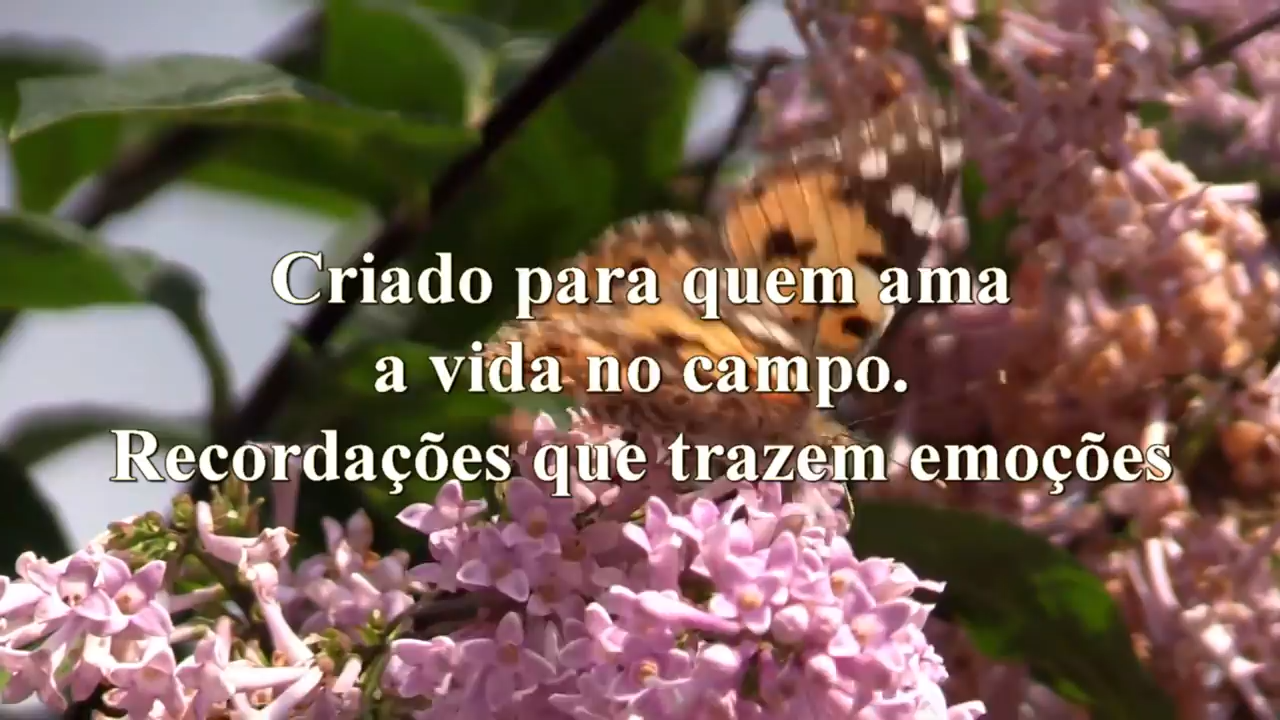 Criado para quem ama
a vida no campo.
Recordações que trazem emoções